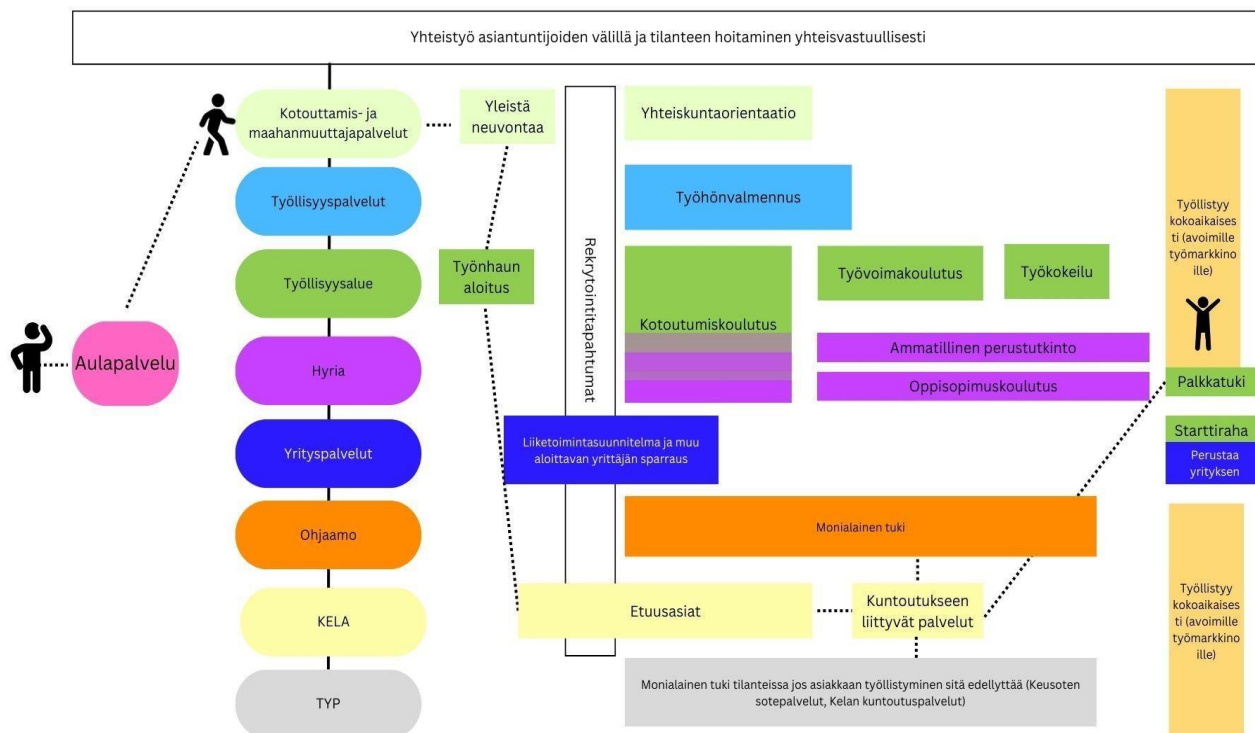 Yhteistyö asiantuntijoiden välillä ja tilanteen hoitaminen yhteisvastuullisesti
Kotouttamis- ja
maahanmuuttajapalvelut
Yleistä
neuvontaa
Yhteiskuntaorientaatio
Työllisyyspalvelut
Työhönvalmennus
Työllisyysalue
Työnhaun
aloitus
Rekrytointitapahtumat
Kotoutumiskoulutus
Työvoimakoulutus
Työkokeilu
Työllistyy
kokoaikaises
ti (avoimille
työmarkkino
ille)
Aulapalvelu
Hyria
Ammatillinen perustutkinto
Oppisopimuskoulutus
Palkkatuki
Yrityspalvelut
Liiketoimintasuunnitelma ja muu
aloittavan yrittäjän sparraus
Starttiraha
Perustaa
yrityksen
Ohjaamo
Monialainen tuki
KELA
Etuusasiat
Kuntoutukseen
liittyvät palvelut
Työllistyy
kokoaikaises
ti (avoimille
työmarkkino
ille)
TYP
Monialainen tuki tilanteissa jos asiakkaan työllistyminen sitä edellyttää (Keusoten
sotepalvelut, Kelan kuntoutuspalvelut)